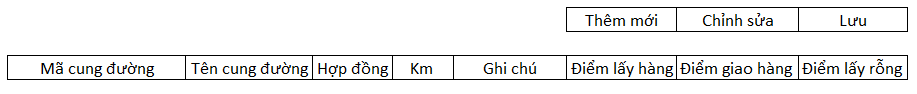 Thêm mới Chỉnh sửa Lưu
Mã cung đường Tên cung đường Hợp đồng Km Ghi chú Điểm lấy hàng Điểm giao hàng Điểm lấy rỗng